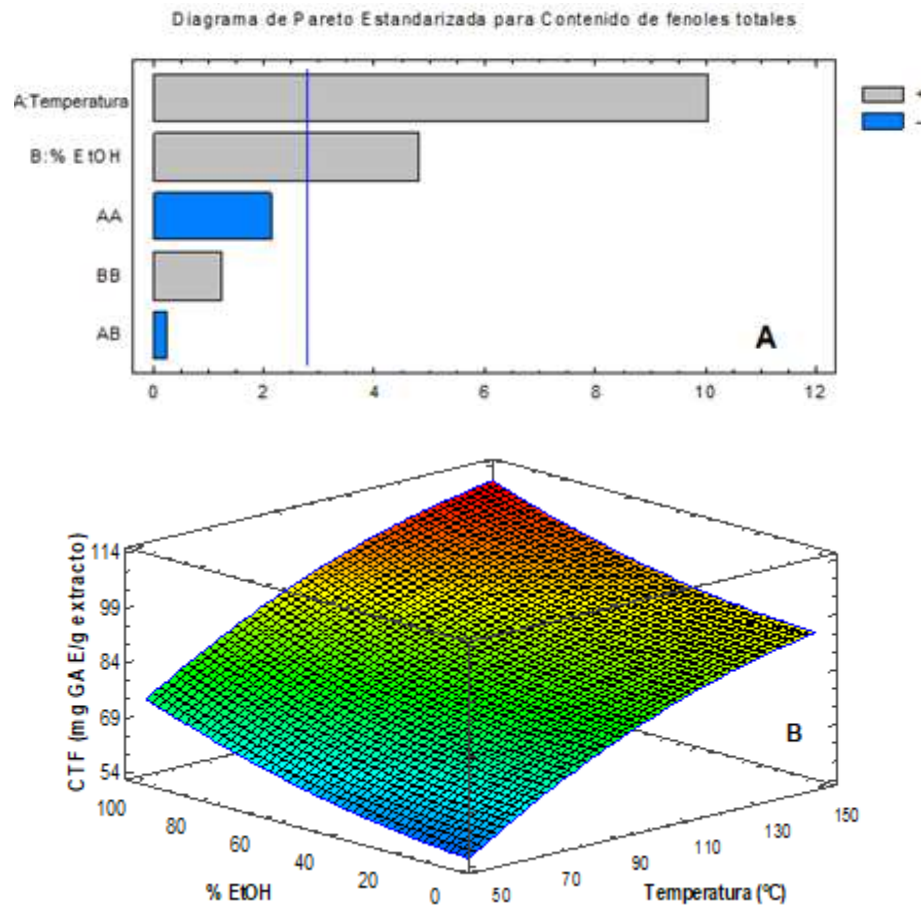 Diagrama de Pareto Estandarizada para Contenido de fenoles totales
A:Temperatura
+
-
B:% EtOH
AA
BB
AB
A
0 2 4 6 8 10 12
CTF (mg GAE/g extracto)
114
99
84
69
54
B
100 80 60 40 20 0
50 70 90 110 130 150
% EtOH
Temperatura (ºC)